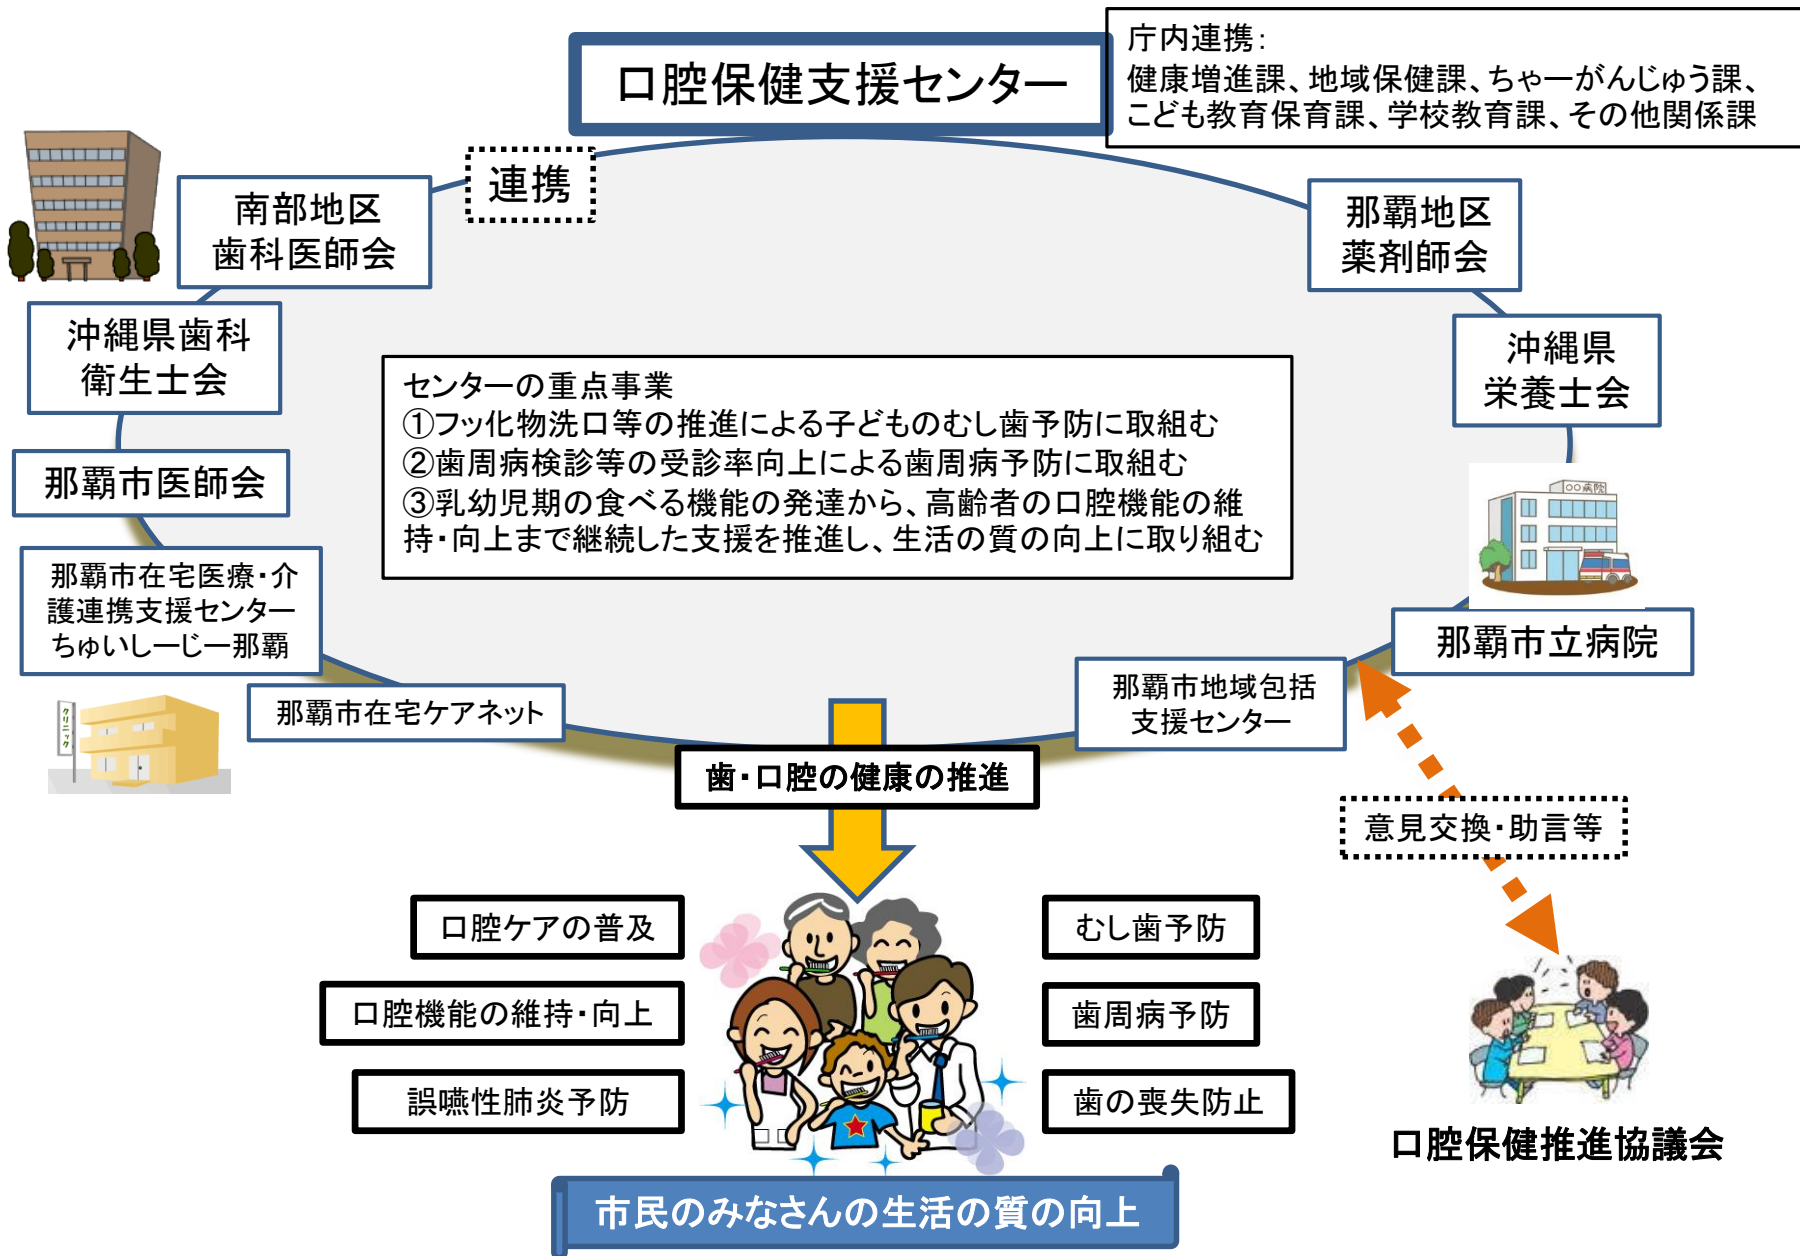 口腔保健支援センター
庁内連携：
健康増進課、地域保健課、ちゃーがんじゅう課、
こども教育保育課、学校教育課、その他関係課
連携
南部地区
歯科医師会
那覇地区
薬剤師会
沖縄県歯科
衛生士会
沖縄県
栄養士会
センターの重点事業
①フッ化物洗口等の推進による子どものむし歯予防に取組む
②歯周病検診等の受診率向上による歯周病予防に取組む
③乳幼児期の食べる機能の発達から、高齢者の口腔機能の維
持・向上まで継続した支援を推進し、生活の質の向上に取り組む
那覇市医師会
〇〇病院
那覇市在宅医療・介
護連携支援センター
ちゅいしーじー那覇
那覇市立病院
那覇市地域包括
支援センター
那覇市在宅ケアネット
クリニック
歯・口腔の健康の推進
意見交換・助言等
口腔ケアの普及
むし歯予防
口腔機能の維持・向上
歯周病予防
誤嚥性肺炎予防
歯の喪失防止
口腔保健推進協議会
市民のみなさんの生活の質の向上